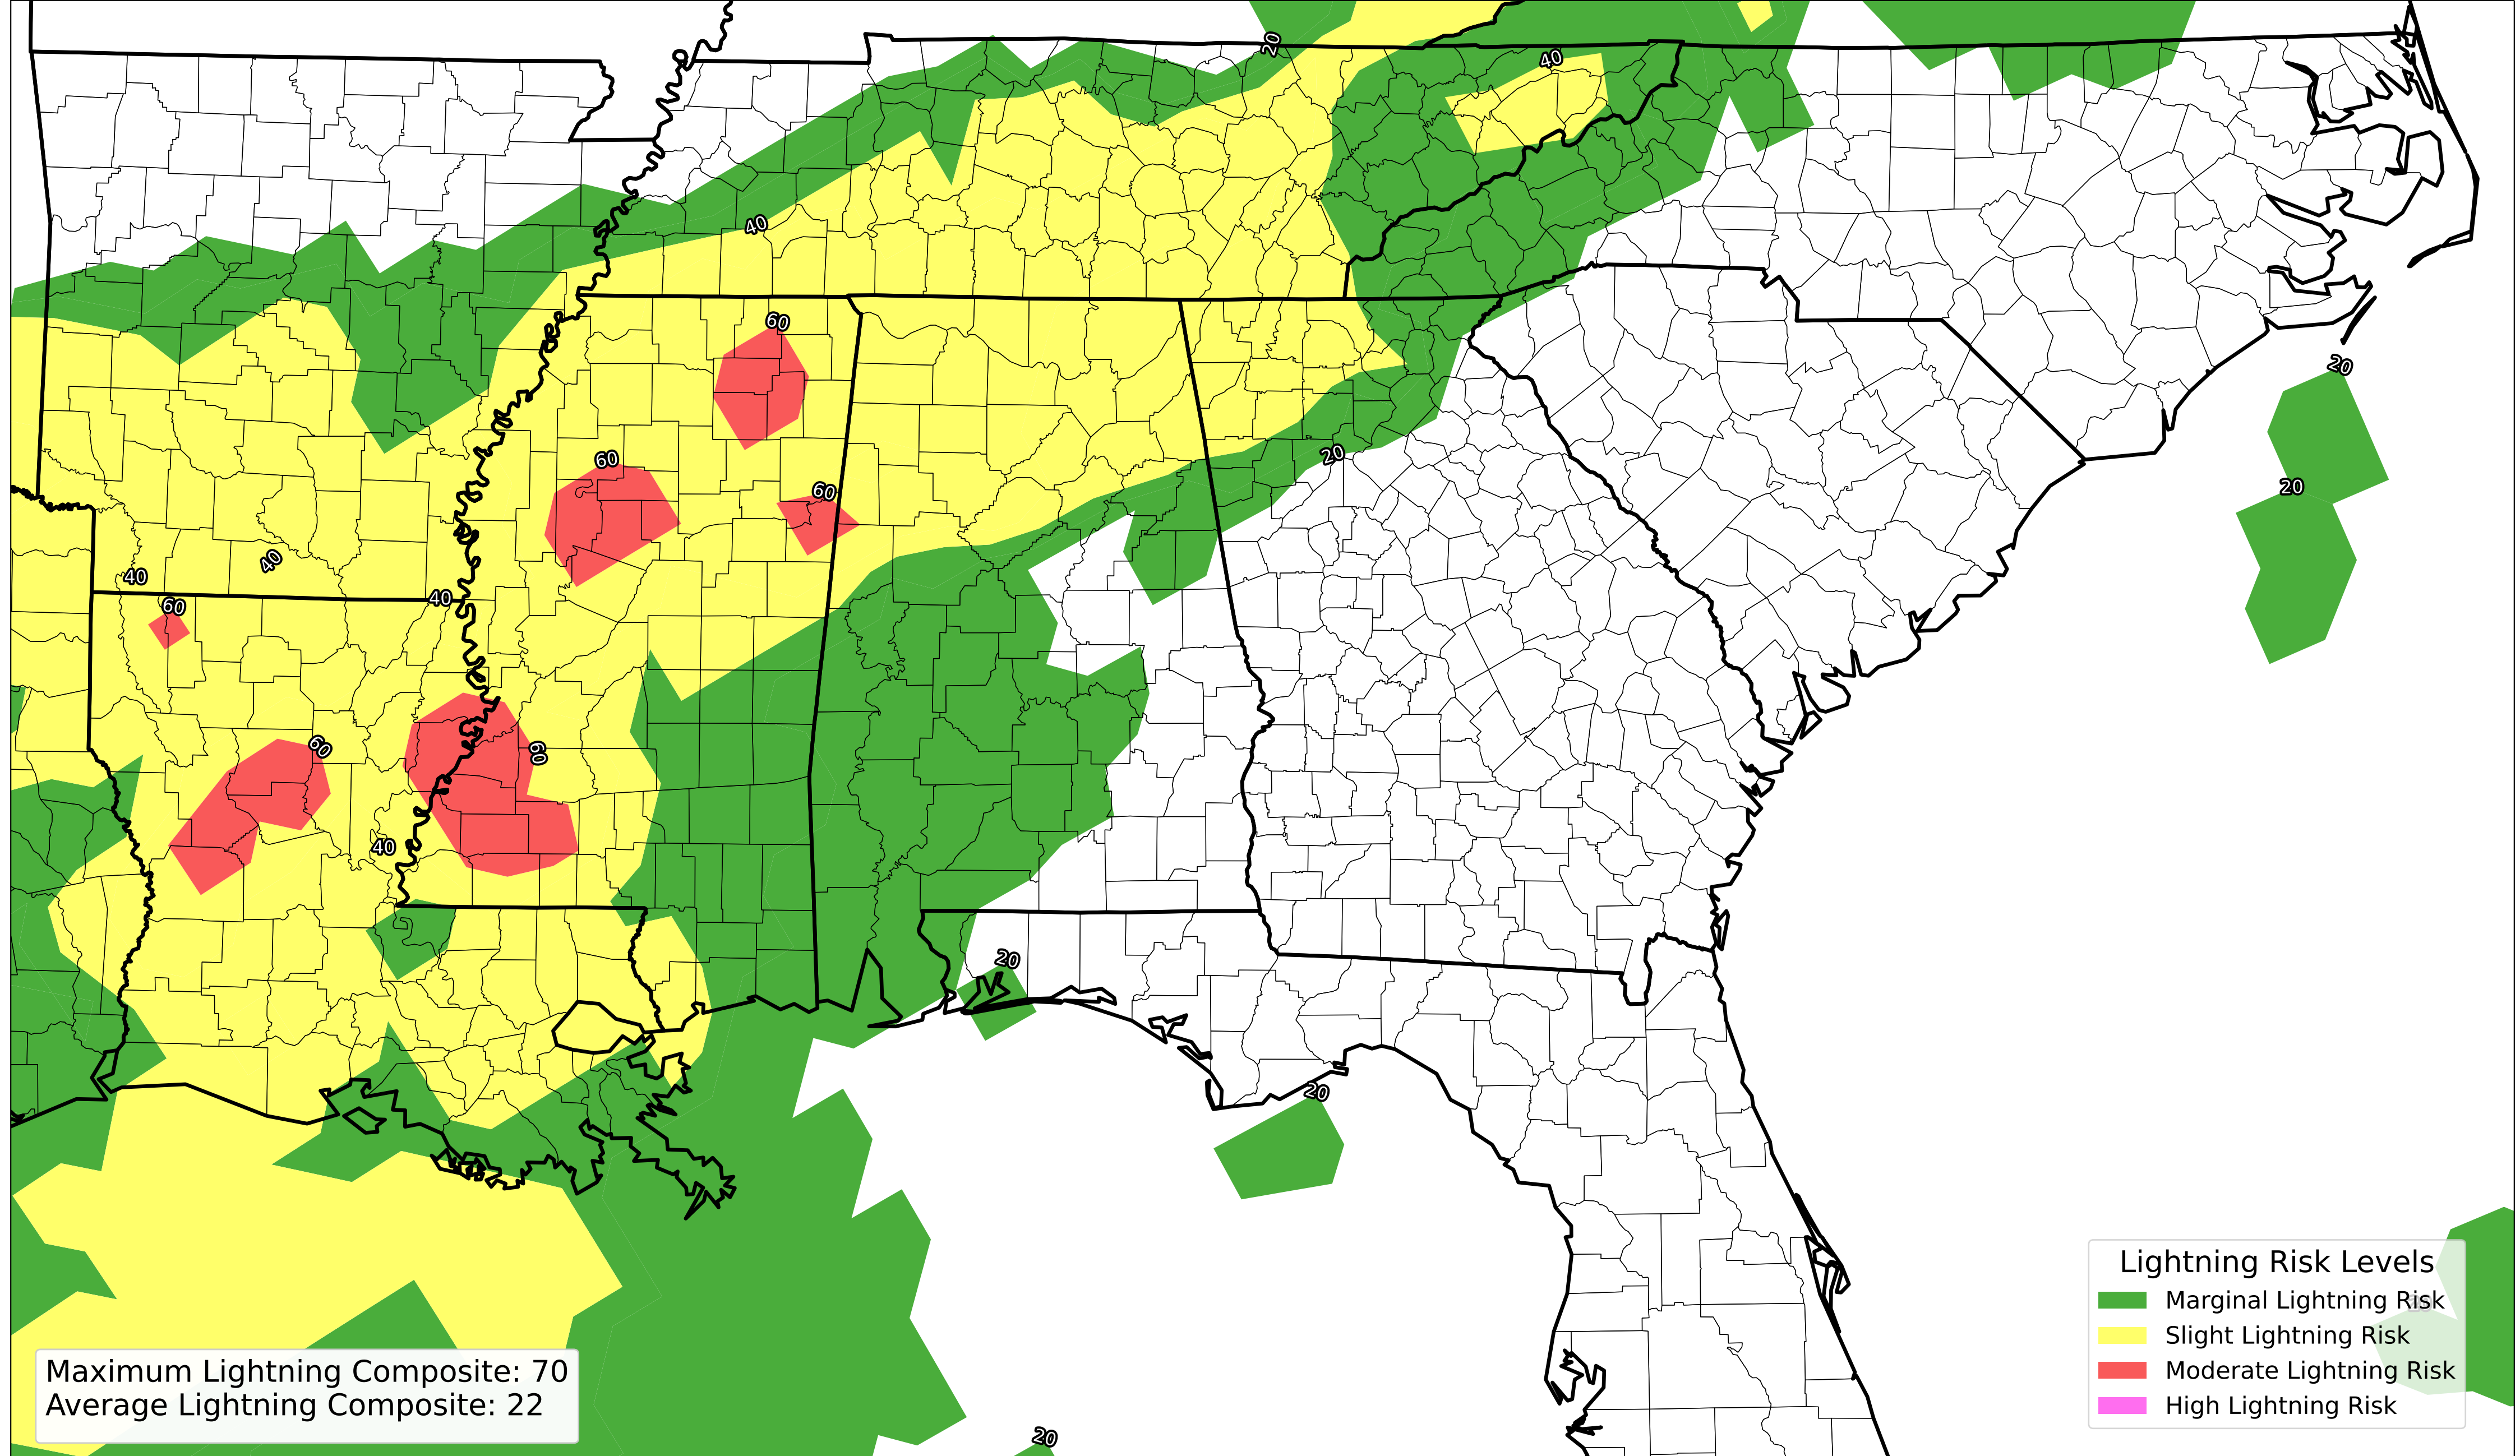 20
40
40
60
20
60
60
20
20
40
40
40
60
60
60
40
20
20
Lightning Risk Levels
Marginal Lightning Risk
Slight Lightning Risk
Moderate Lightning Risk
High Lightning Risk
Maximum Lightning Composite: 70
Average Lightning Composite: 22
20